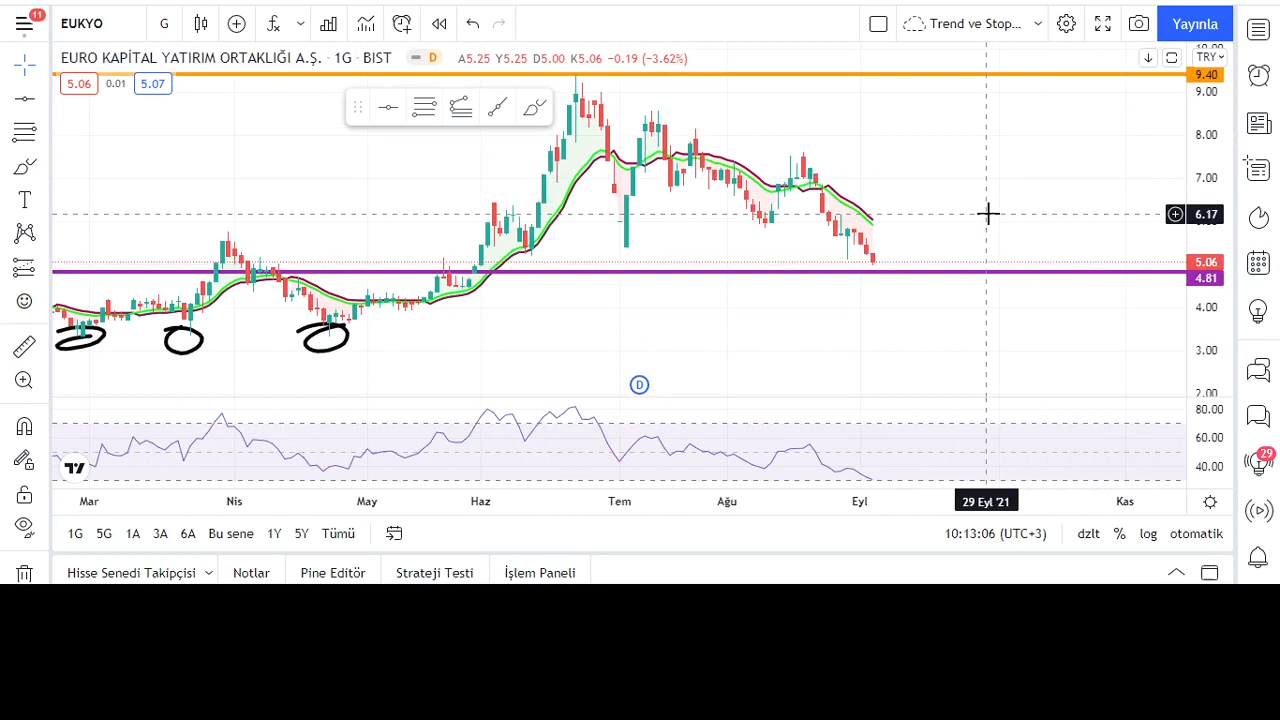 11
EUKYO
G
Trend ve Stop...
Yayınla
EURO KAPİTAL YATIRIM ORTAKLIĞI A.Ş. · 1G · BIST
D
A5.25 Y5.25 D5.00 K5.06 −0.19 (−3.62%)
TRY
5.06
0.01
5.07
9.40
9.00
8.00
7.00
6.17
5.06
4.81
4.00
3.00
2.00
D
80.00
60.00
40.00
29
Mar
Nis
May
Haz
Tem
Ağu
Eyl
29 Eyl '21
Kas
1G
5G
1A
3A
6A
Bu sene
1Y
5Y
Tümü
10:13:06 (UTC+3)
dzlt
%
log
otomatik
Hisse Senedi Takipçisi
Notlar
Pine Editör
Strateji Testi
İşlem Paneli